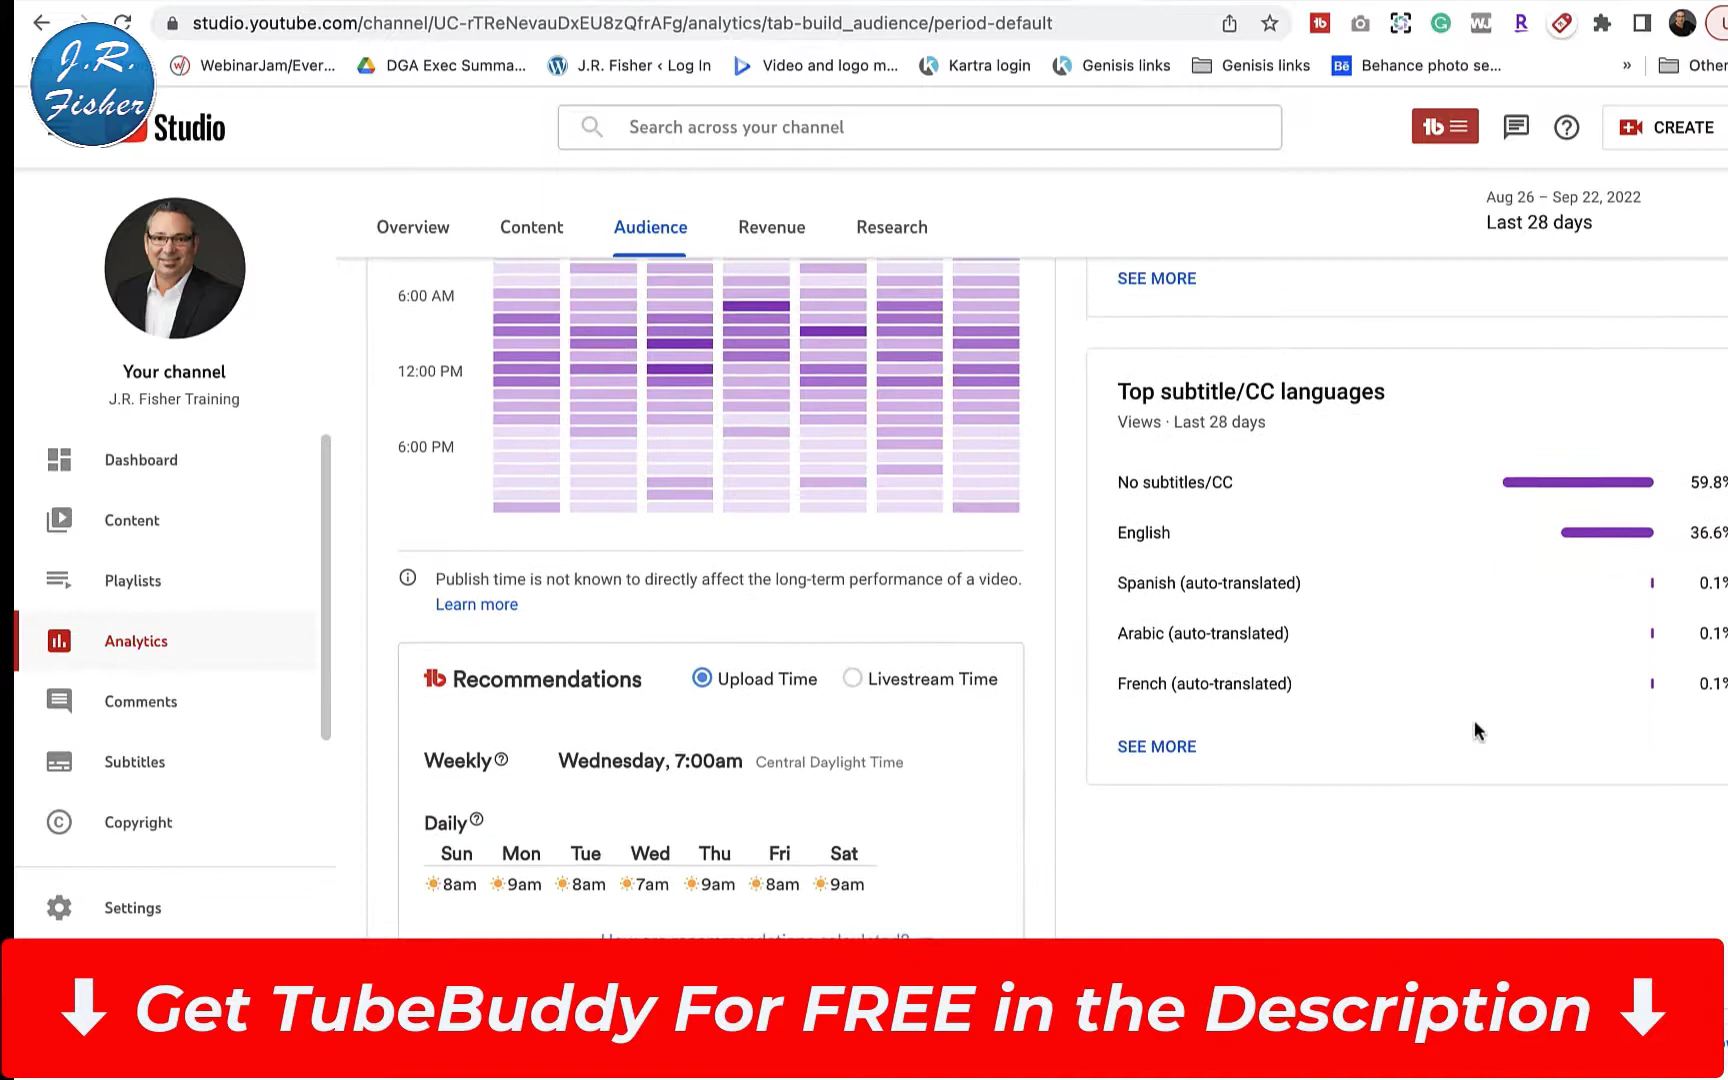 studio.youtube.com/channel/UC-rTReNevauDxEU8zQfrAFg/analytics/tab-build_audience/period-default
WebinarJam/Ever...
DGA Exec Summa...
J.R. Fisher ‹ Log In
Video and logo m...
Kartra login
Genisis links
Genisis links
Behance photo se...
»
Other
J.R.
Fisher
Studio
Search across your channel
CREATE
Your channel
J.R. Fisher Training
Dashboard
Content
Playlists
Analytics
Comments
Subtitles
Copyright
Settings
Overview
Content
Audience
Revenue
Research
Aug 26 – Sep 22, 2022
Last 28 days
6:00 AM
12:00 PM
6:00 PM
Publish time is not known to directly affect the long-term performance of a video.
Learn more
tb Recommendations
Upload Time
Livestream Time
Weekly
Wednesday, 7:00am Central Daylight Time
Daily
Sun Mon Tue Wed Thu Fri Sat
8am 9am 8am 7am 9am 8am 9am
SEE MORE
Top subtitle/CC languages
Views · Last 28 days
No subtitles/CC 59.8%
English 36.6%
Spanish (auto-translated) 0.1%
Arabic (auto-translated) 0.1%
French (auto-translated) 0.1%
SEE MORE
Get TubeBuddy For FREE in the Description